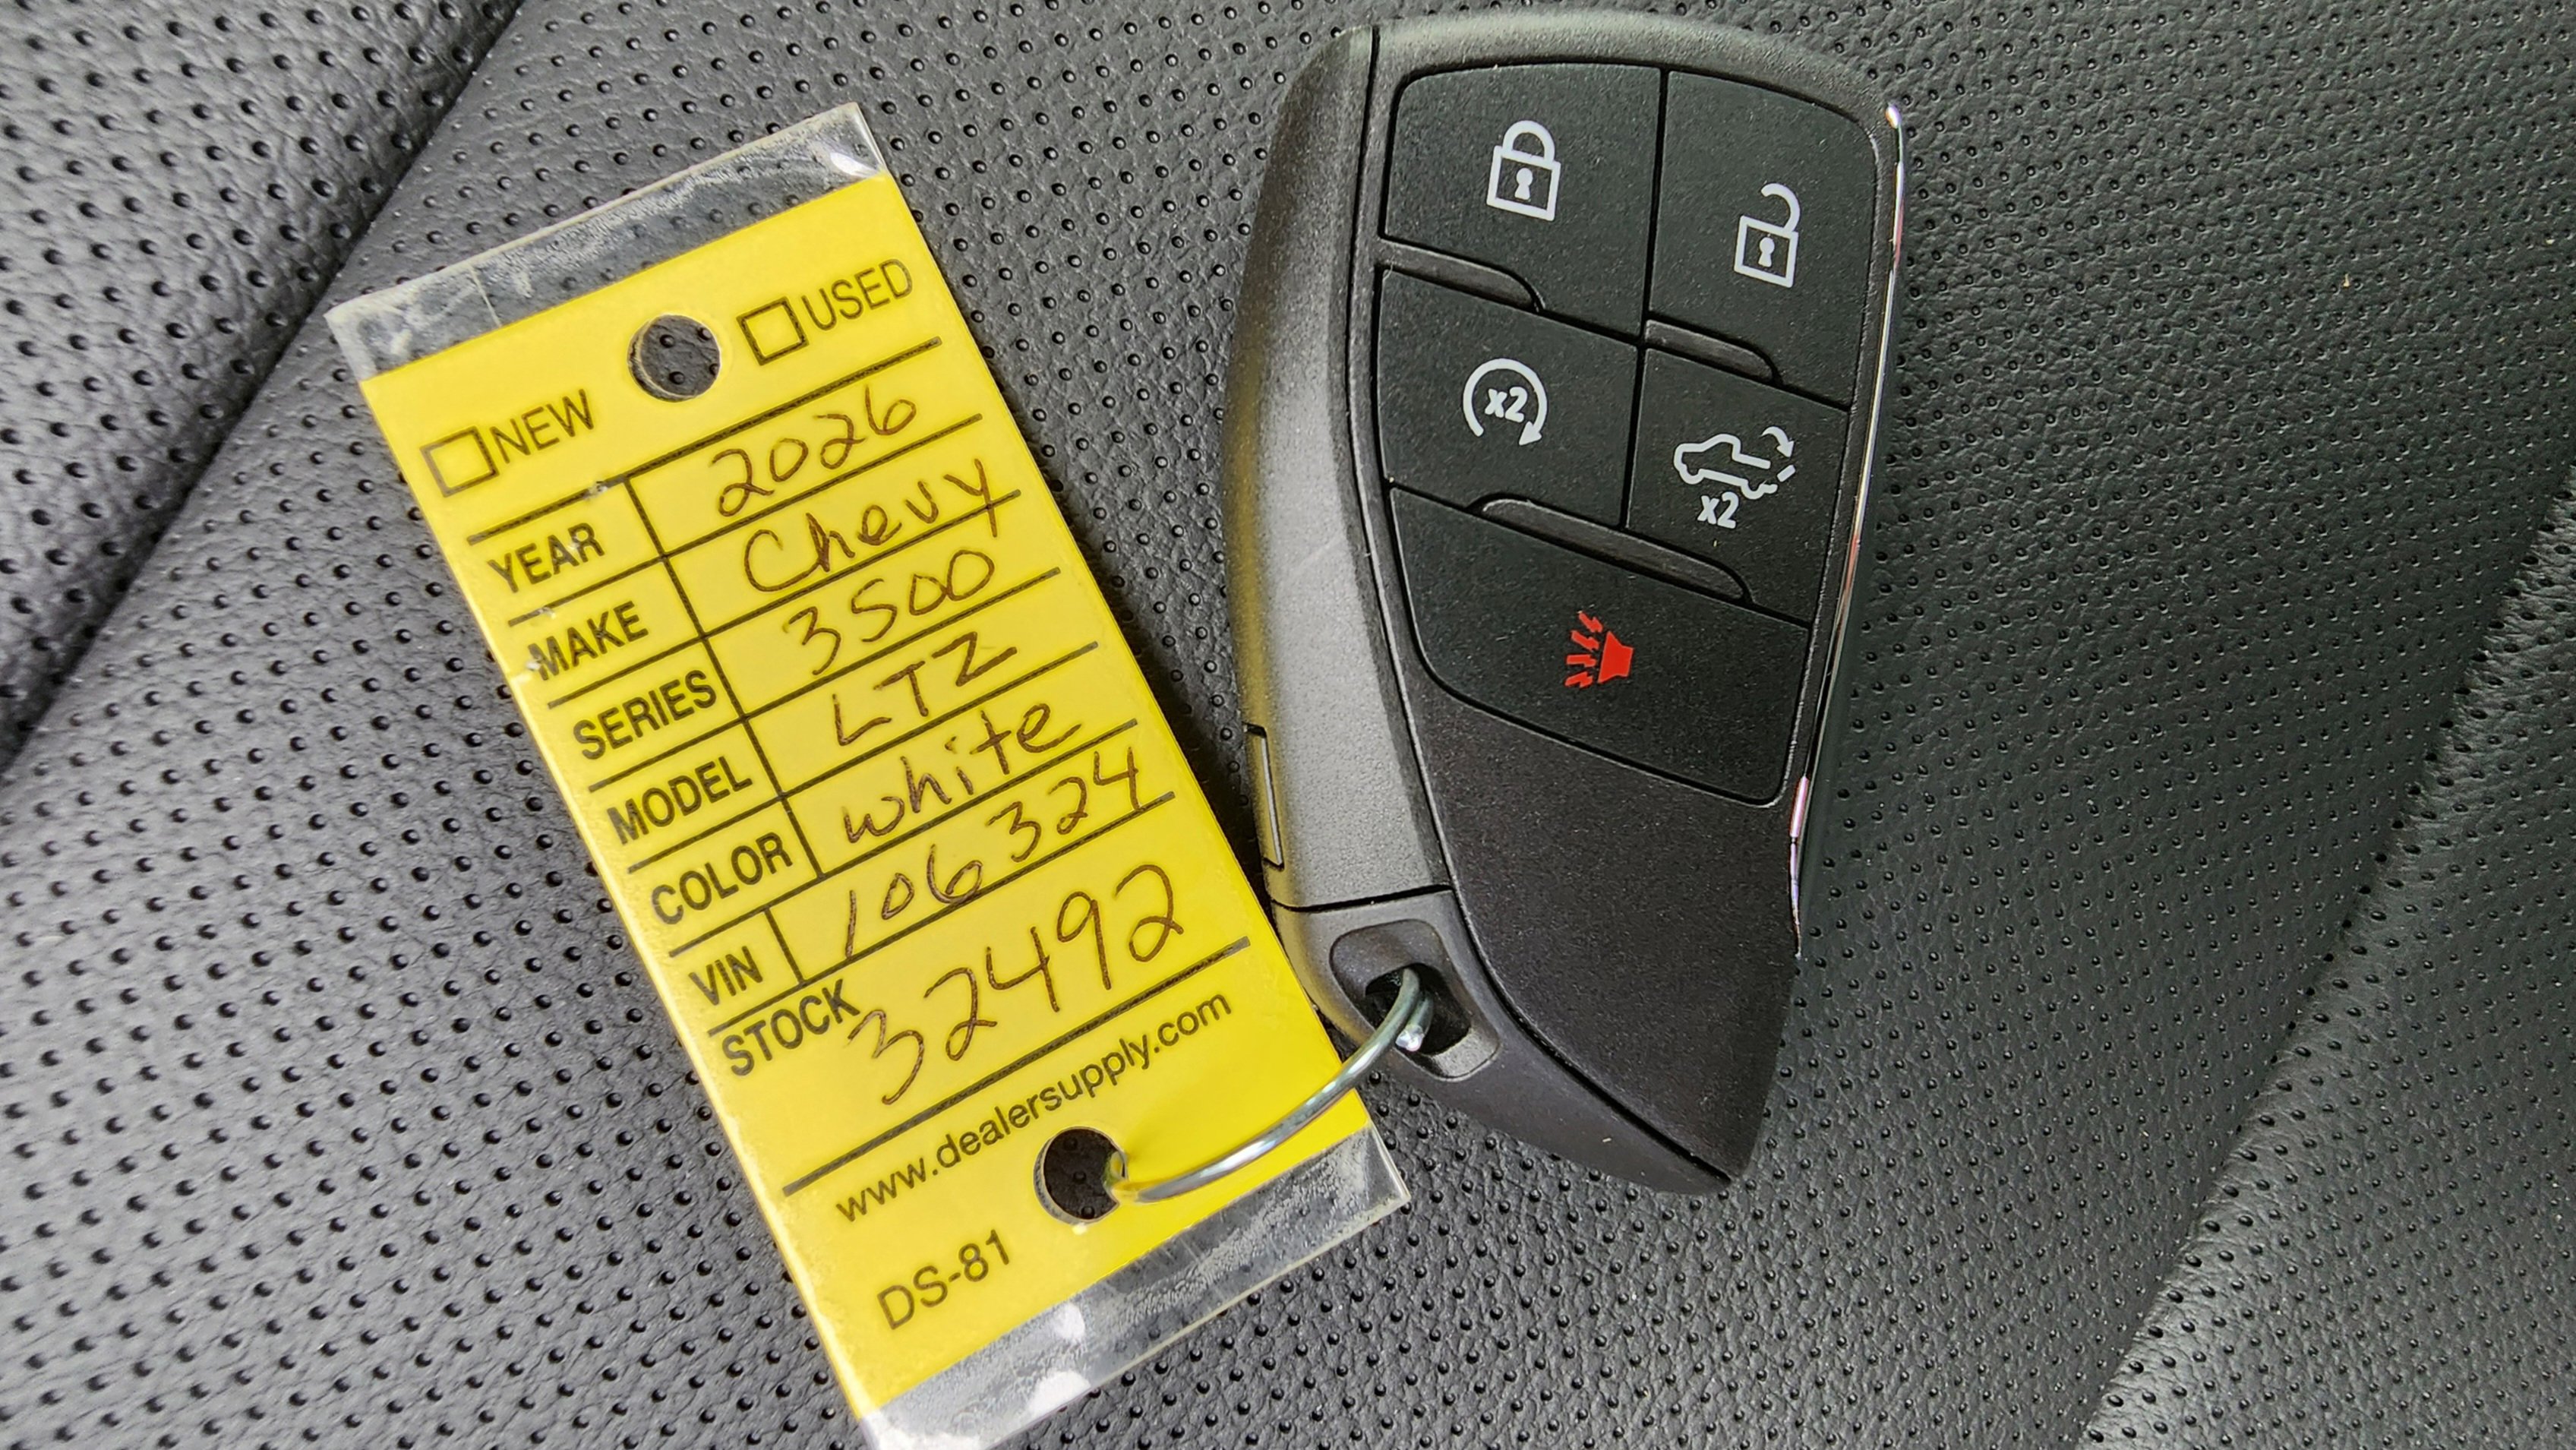 NEW USED
YEAR 2026
MAKE Chevy
SERIES 3500
MODEL LTZ
COLOR white
VIN 106324
STOCK 32492
www.dealersupply.com
DS-81
x2
x2